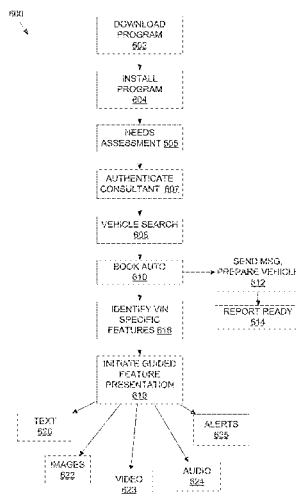 600
DOWNLOAD
PROGRAM
602
INSTALL
PROGRAM
604
NEEDS
ASSESSMENT 605
AUTHENTICATE
CONSULTANT 607
VEHICLE SEARCH
608
BOOK AUTO
610
SEND MSG,
PREPARE VEHICLE
612
REPORT READY
614
IDENTIFY VIN
SPECIFIC
FEATURES 616
INITIATE GUIDED
FEATURE
PRESENTATION
618
TEXT
620
IMAGES
622
VIDEO
623
AUDIO
624
ALERTS